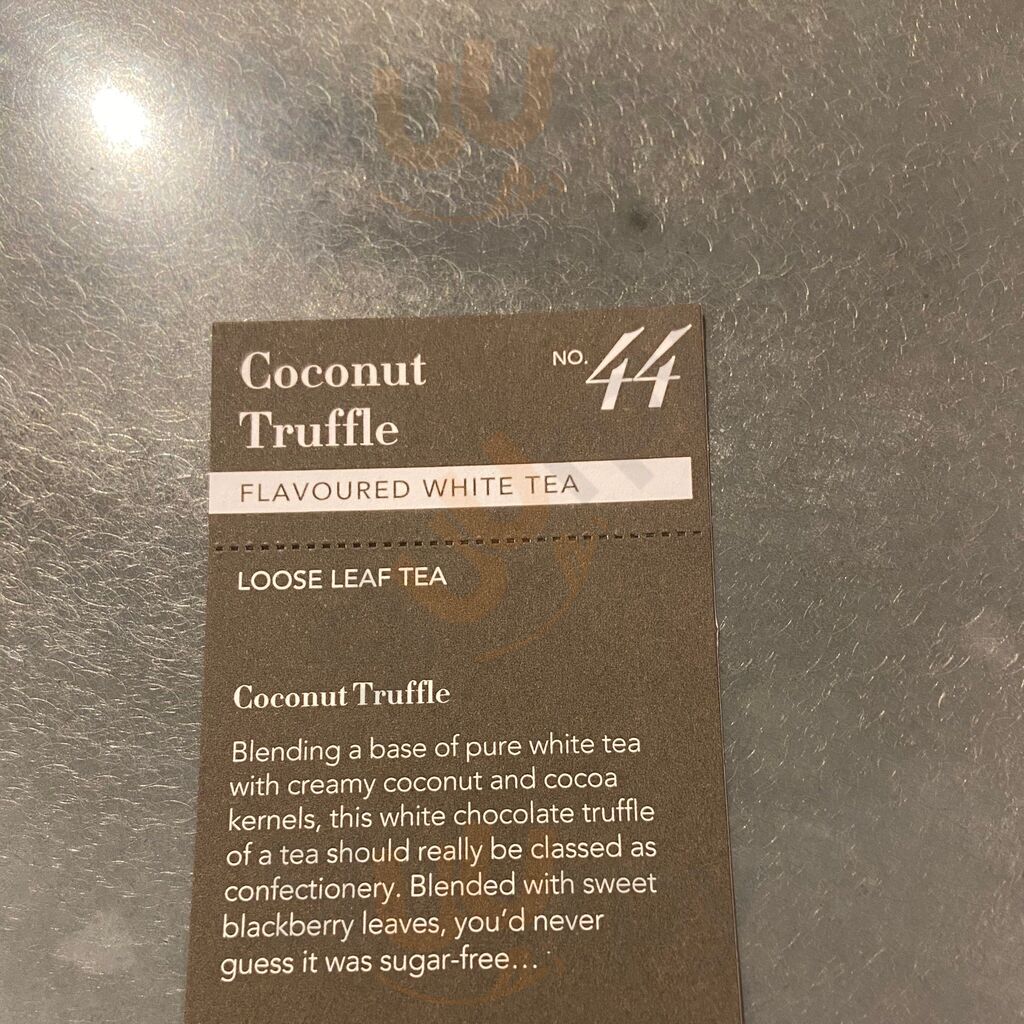 Coconut
Truffle
NO. 44
FLAVOURED WHITE TEA
LOOSE LEAF TEA
Coconut Truffle
Blending a base of pure white tea
with creamy coconut and cocoa
kernels, this white chocolate truffle
of a tea should really be classed as
confectionery. Blended with sweet
blackberry leaves, you'd never
guess it was sugar-free...